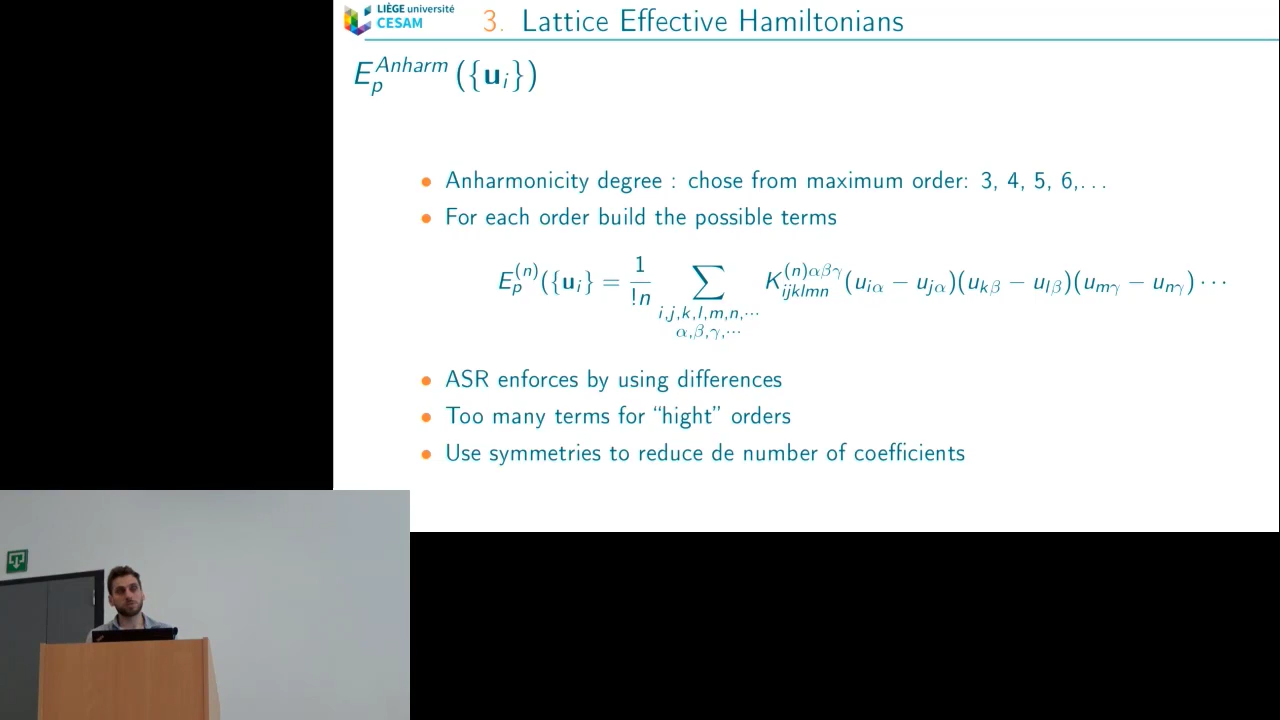 LIÈGE université
CESAM
3. Lattice Effective Hamiltonians
E_p^{Anharm}({u_i})
• Anharmonicity degree : chose from maximum order: 3, 4, 5, 6,...
• For each order build the possible terms
E_p^{(n)}({u_i} = \frac{1}{!n} \sum_{i,j,k,l,m,n,⋯ α,β,γ,⋯} K_{ijklmn}^{(n)αβγ}(u_{iα} − u_{jα})(u_{kβ} − u_{lβ})(u_{mγ} − u_{nγ}) ⋯
• ASR enforces by using differences
• Too many terms for “hight” orders
• Use symmetries to reduce de number of coefficients